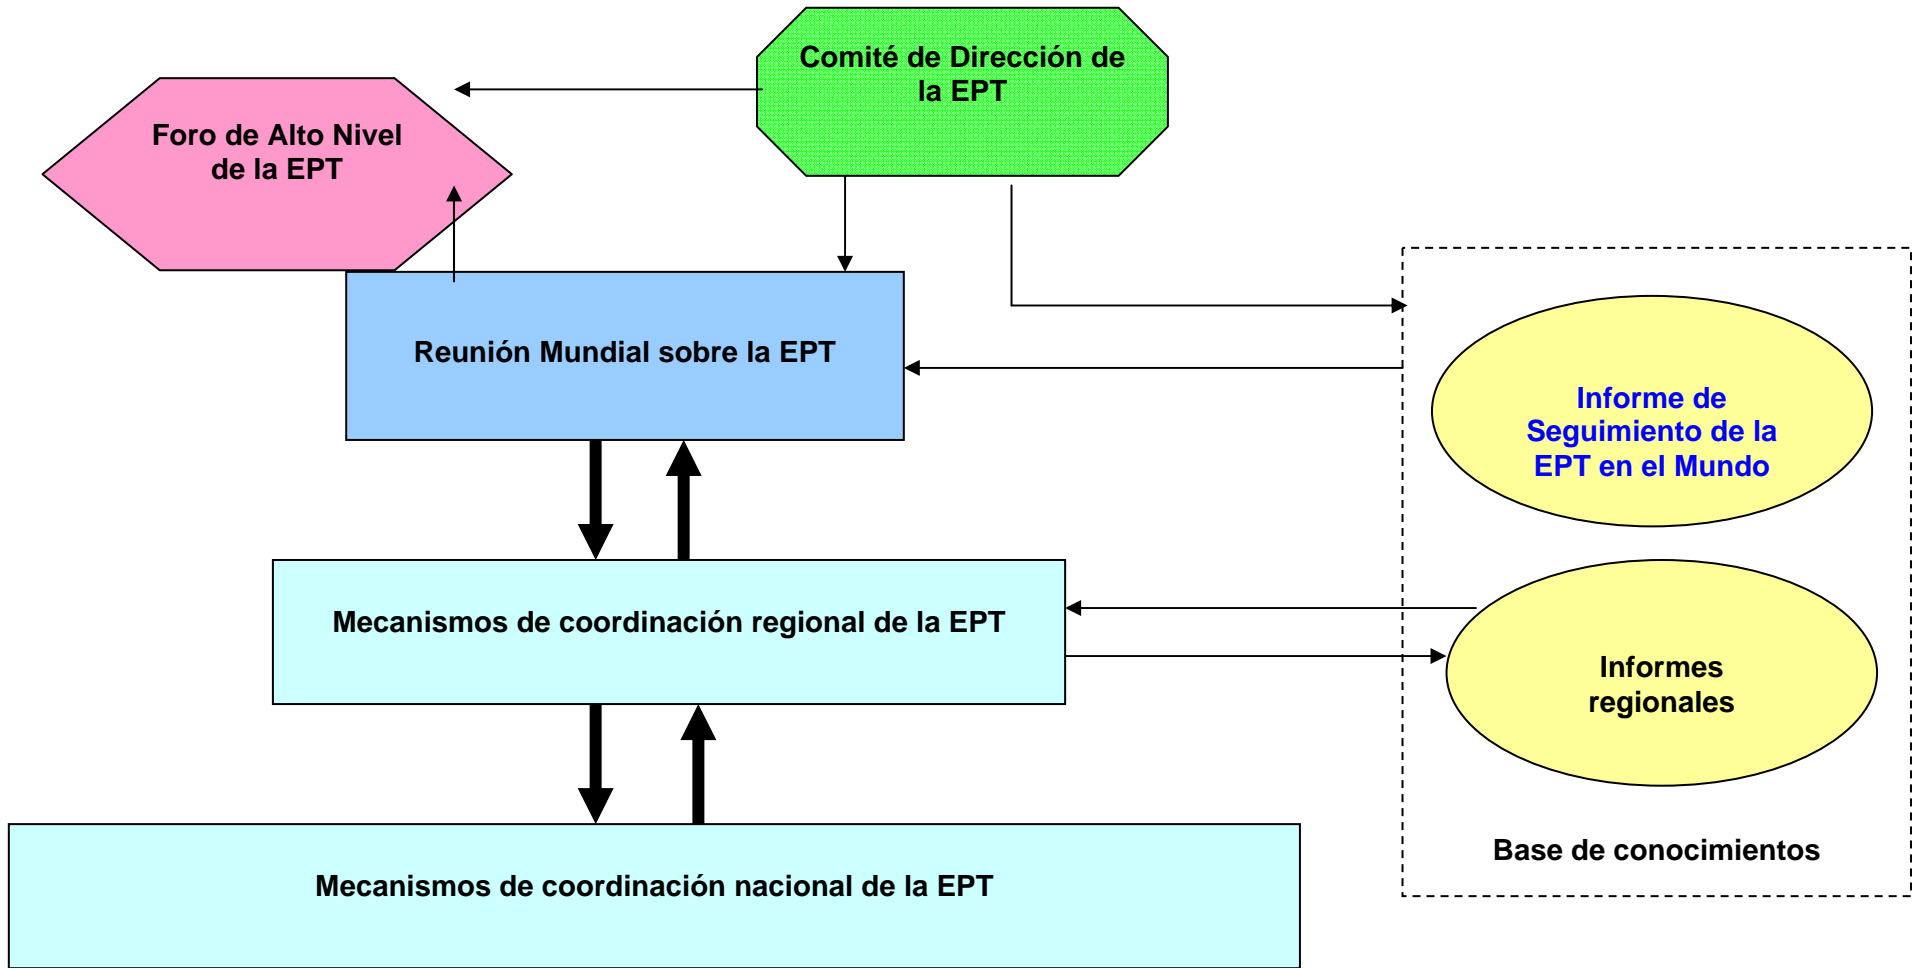 Comité de Dirección de
la EPT
Foro de Alto Nivel
de la EPT
Reunión Mundial sobre la EPT
Informe de
Seguimiento de la
EPT en el Mundo
Mecanismos de coordinación regional de la EPT
Informes
regionales
Base de conocimientos
Mecanismos de coordinación nacional de la EPT